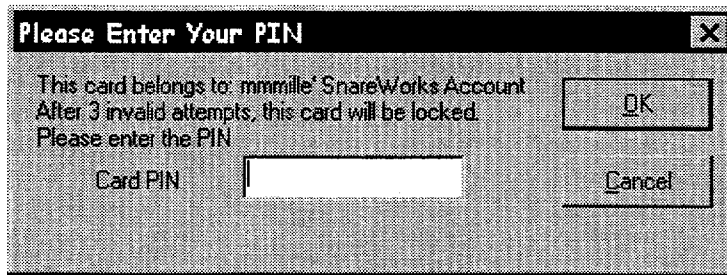 Please Enter Your PIN
This card belongs to: mmmille' SnareWorks Account
After 3 invalid attempts, this card will be locked.
Please enter the PIN
OK
Card PIN
Cancel